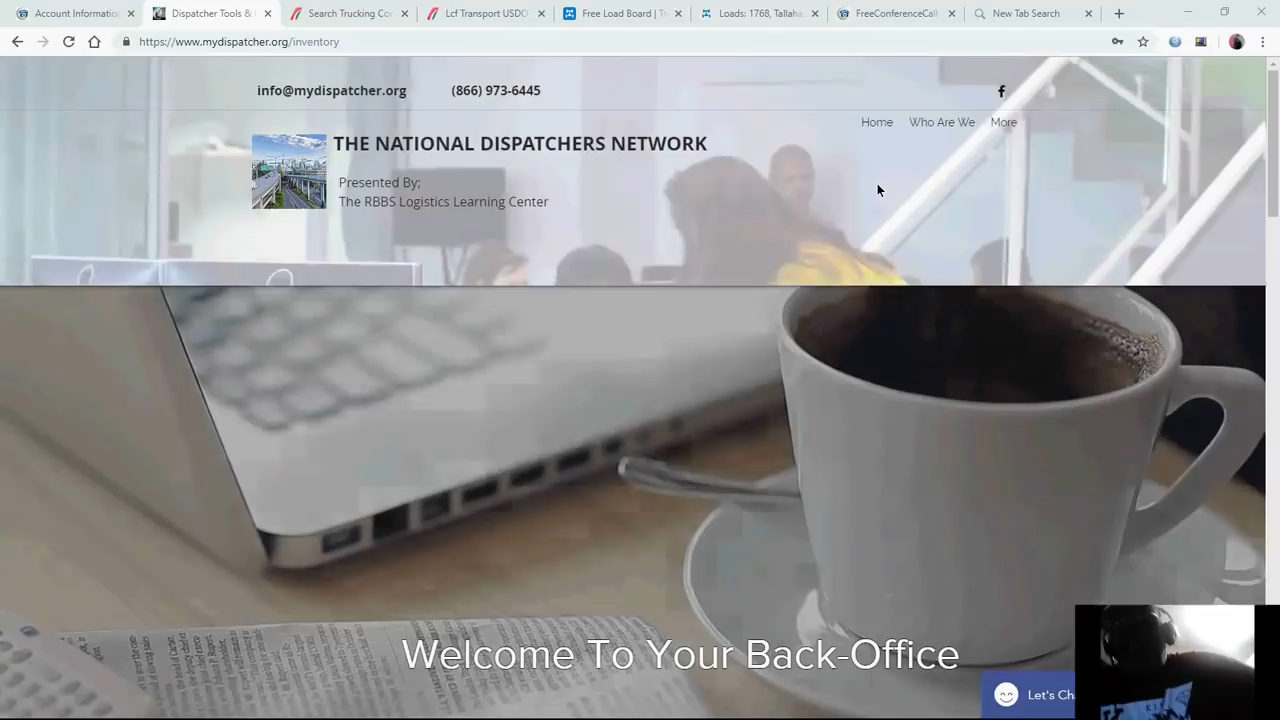 Account Informatio
Dispatcher Tools &
Search Trucking Co
Lcf Transport USDO
Free Load Board | Tr
Loads: 1768, Tallaha
FreeConferenceCall
New Tab Search
https://www.mydispatcher.org/inventory
info@mydispatcher.org
(866) 973-6445
Home
Who Are We
More
THE NATIONAL DISPATCHERS NETWORK
Presented By;
The RBBS Logistics Learning Center
Welcome To Your Back-Office
Let's Ch